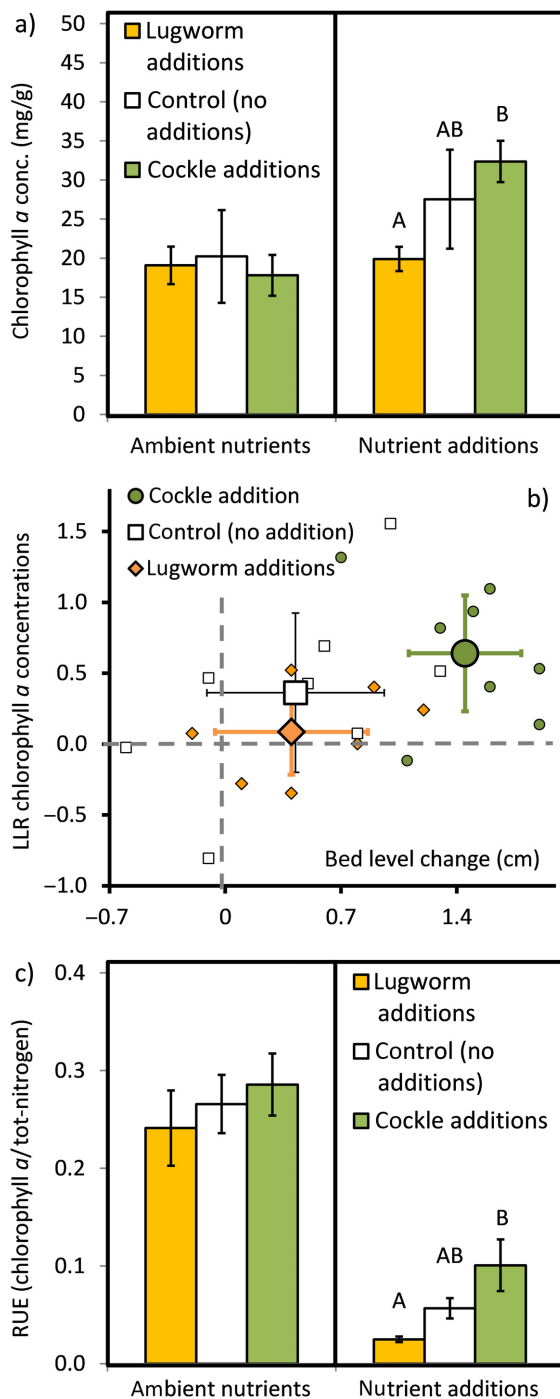 a)
Chlorophyll a conc. (mg/g)
50
45
40
35
30
25
20
15
10
5
0
Lugworm
additions
Control (no
additions)
Cockle additions
A
AB
B
Ambient nutrients
Nutrient additions
b)
LLR chlorophyll a concentrations
Cockle addition
Control (no addition)
Lugworm additions
1.5
1.0
0.5
0.0
−0.5
−1.0
Bed level change (cm)
−0.7
0
0.7
1.4
c)
RUE (chlorophyll a/tot-nitrogen)
0.4
0.3
0.2
0.1
0.0
Lugworm
additions
Control (no
additions)
Cockle additions
A
AB
B
Ambient nutrients
Nutrient additions